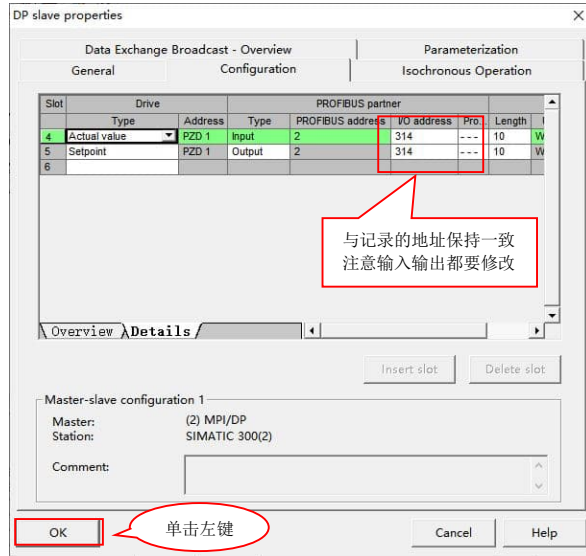 DP slave properties
Data Exchange Broadcast - Overview
Parameterization
General
Configuration
Isochronous Operation
Slot Drive PROFIBUS partner
Type Address Type PROFIBUS address I/O address Pro... Length
4 Actual value PZD 1 Input 2 314 --- 10 W
5 Setpoint PZD 1 Output 2 314 --- 10 W
6
与记录的地址保持一致
注意输入输出都要修改
Overview Details
Insert slot Delete slot
Master-slave configuration 1
Master: (2) MPI/DP
Station: SIMATIC 300(2)
Comment:
OK
单击左键
Cancel
Help